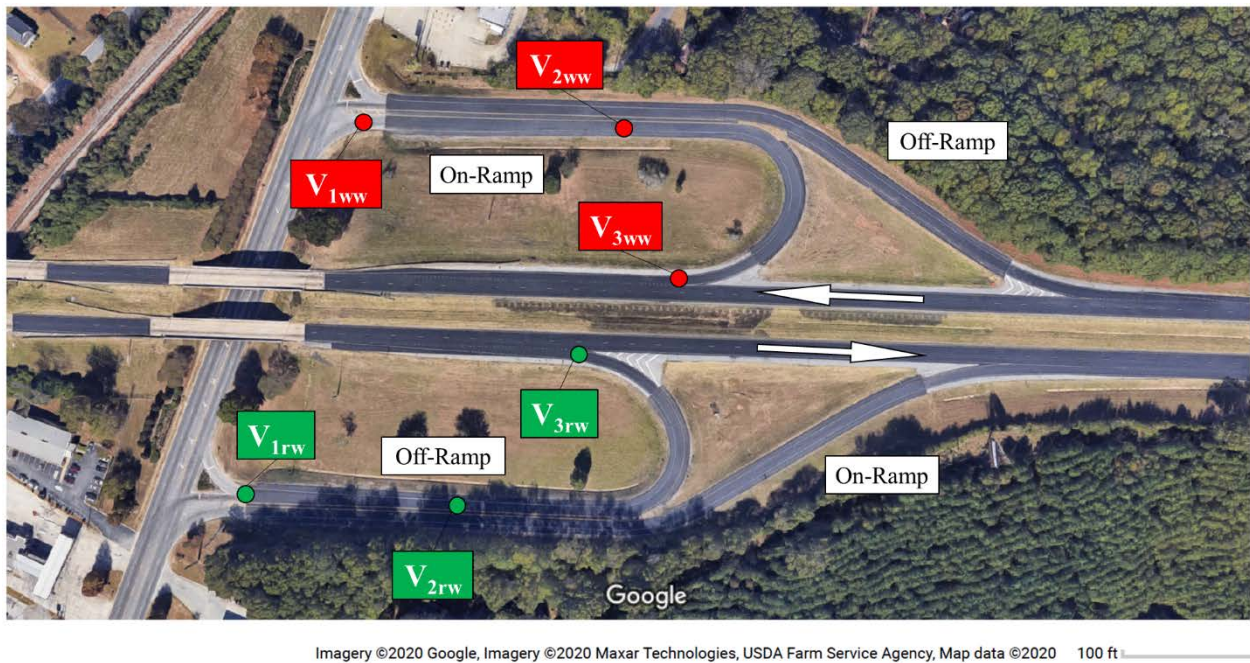 V2ww
Off-Ramp
V1ww
On-Ramp
V3ww
V3rw
V1rw
Off-Ramp
On-Ramp
V2rw
Google
Imagery ©2020 Google, Imagery ©2020 Maxar Technologies, USDA Farm Service Agency, Map data ©2020 100 ft